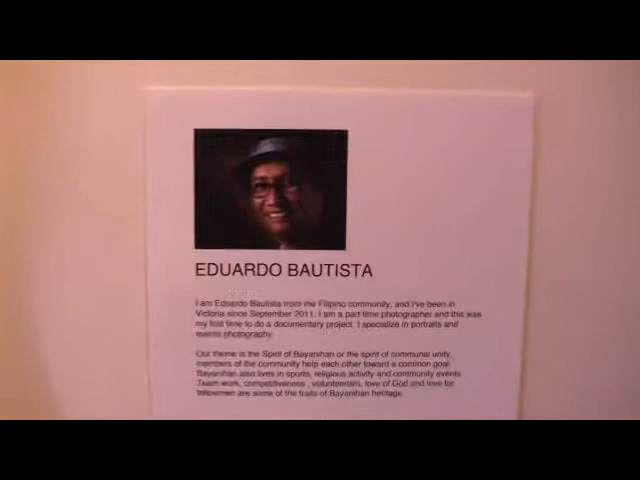 EDUARDO BAUTISTA
I am Eduardo Bautista from the Filipino community, and I've been in
Victoria since September 2011. I am a part time photographer and this was
my first time to do a documentary project. I specialize in portraits and
events photography.
Our theme is the Spirit of Bayanihan or the spirit of communal unity,
members of the community help each other toward a common goal.
Bayanihan also lives in sports, religious activity and community events.
Team work, competitiveness , volunteerism, love of God and love for
fellowmen are some of the traits of Bayanihan heritage.